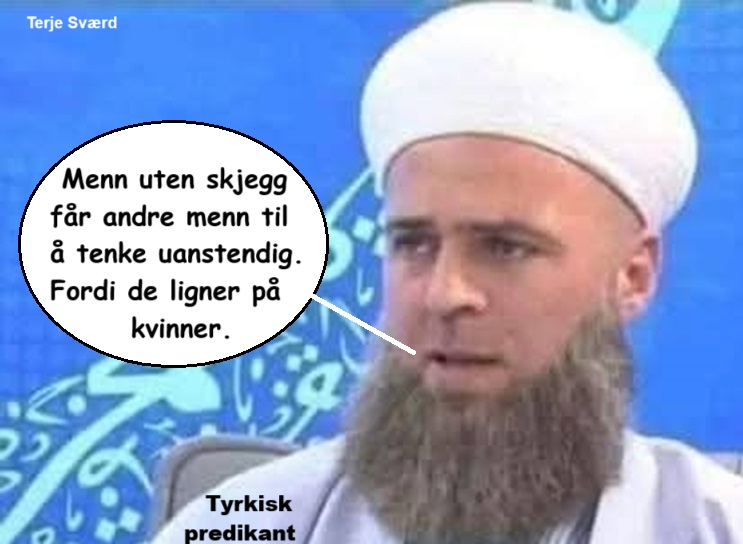 Terje Sværd
Menn uten skjegg
får andre menn til
å tenke uanstendig.
Fordi de ligner på
kvinner.
Tyrkisk
predikant